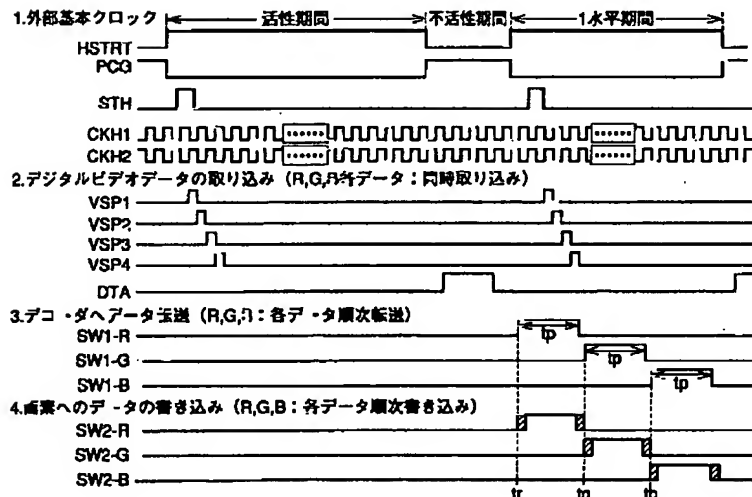 1.外部基本クロック
活性期間
不活性期間
1水平期間
HSTRT
PCG
STH
CKH1
CKH2
2.デジタルビデオデータの取り込み(R,G,B各データ:同時取り込み)
VSP1
VSP2
VSP3
VSP4
DTA
3.デコーダへデータ転送(R,G,B:各データ順次転送)
SW1-R
tp
SW1-G
tp
SW1-B
tp
4.画素へのデータの書き込み(R,G,B:各データ順次書き込み)
SW2-R
SW2-G
SW2-B
tr
tg
tb